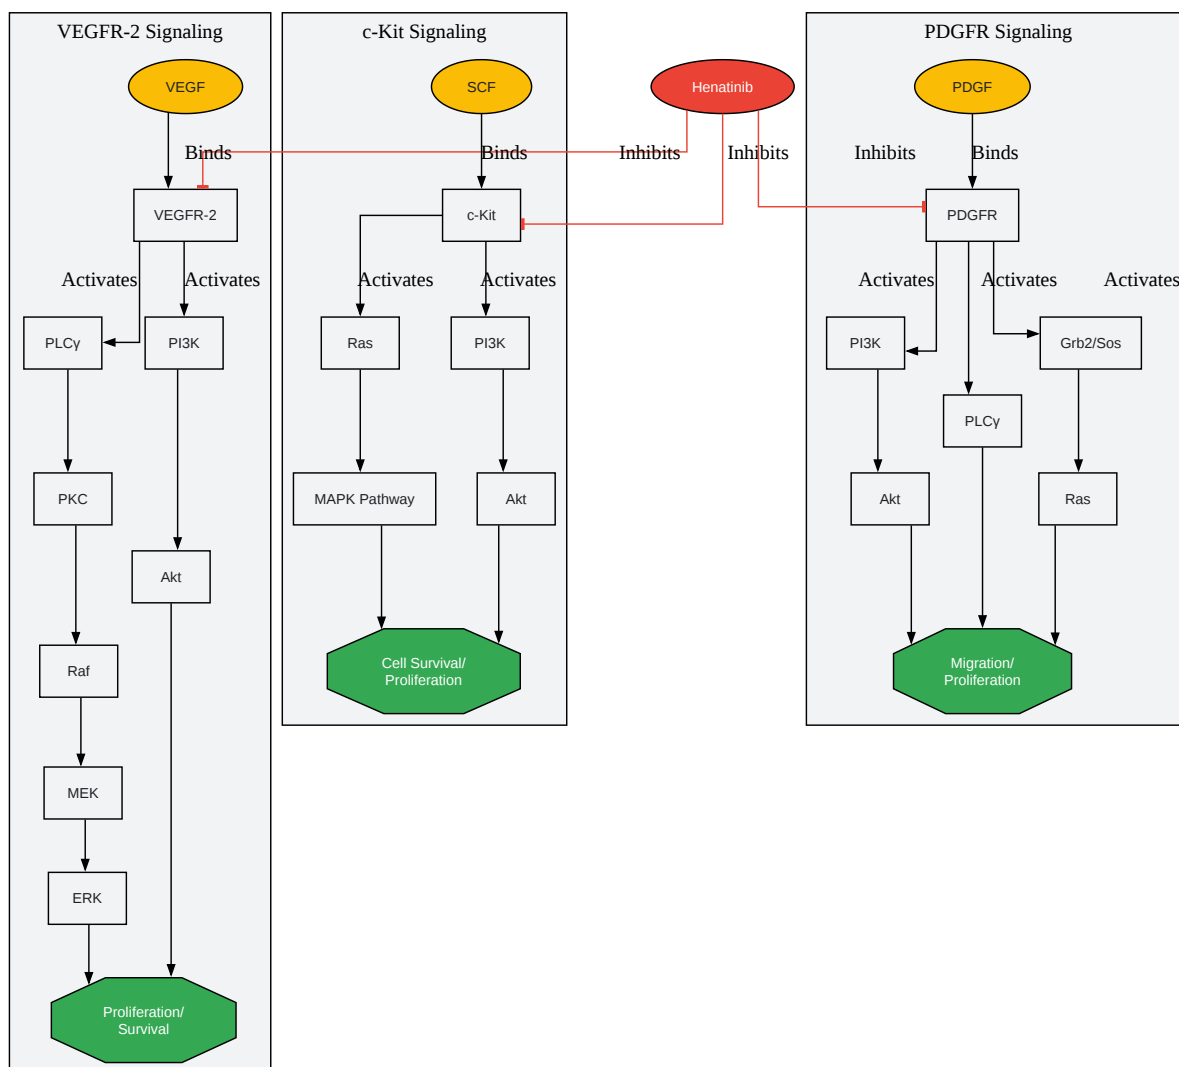 VEGFR-2 Signaling
c-Kit Signaling
PDGFR Signaling
VEGF
SCF
Henatinib
PDGF
Binds
Binds
Inhibits
Inhibits
Inhibits
Binds
VEGFR-2
c-Kit
PDGFR
Activates
Activates
Activates
Activates
Activates
Activates
Activates
PLCγ
PI3K
Ras
PI3K
PI3K
Grb2/Sos
PLCγ
PKC
MAPK Pathway
Akt
Akt
Ras
Akt
Raf
Cell Survival/
Proliferation
Migration/
Proliferation
MEK
ERK
Proliferation/
Survival